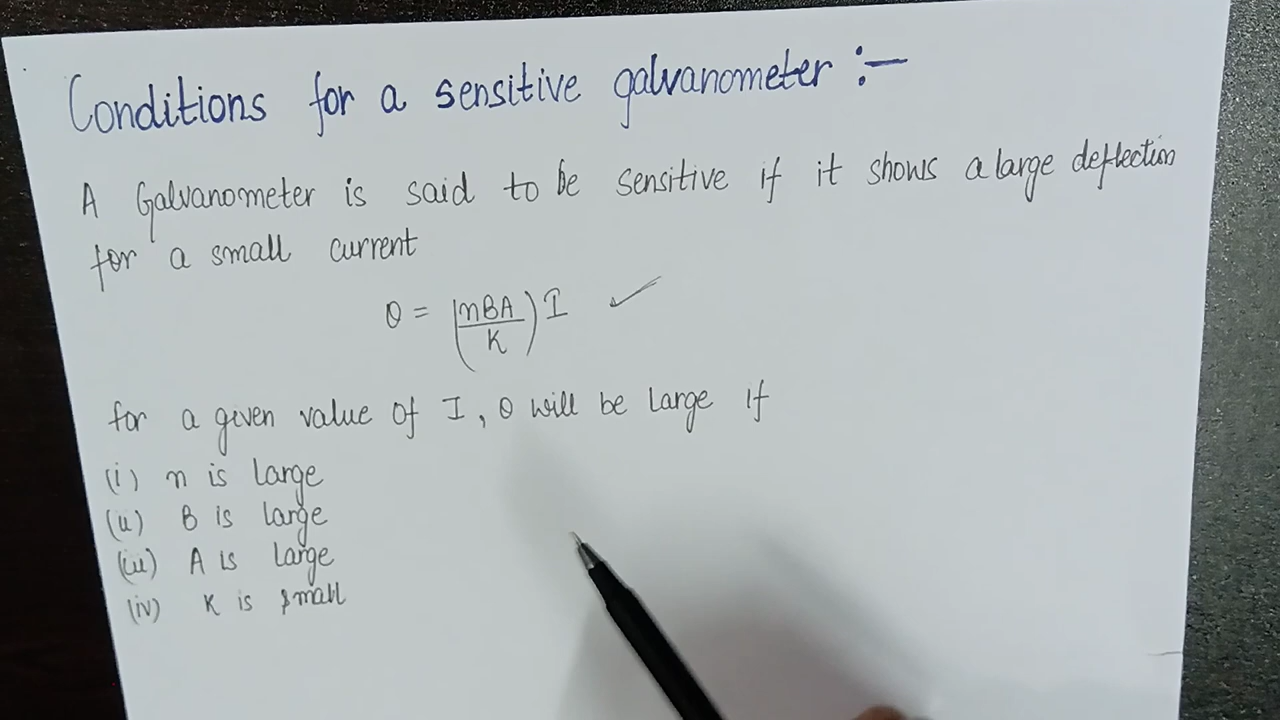 Conditions for a sensitive galvanometer :-
A Galvanometer is said to be sensitive if it shows a large deflection
for a small current
θ = (nBA/K) I ✓
for a given value of I, θ will be large if
(i) n is large
(ii) B is large
(iii) A is large
(iv) K is small